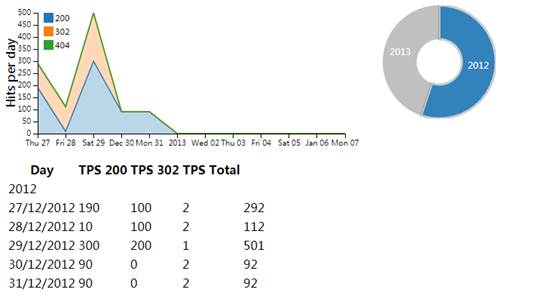 Hits per day
500
450
400
350
300
250
200
150
100
50
0
200
302
404
Thu 27 Fri 28 Sat 29 Dec 30 Mon 31 2013 Wed 02 Thu 03 Fri 04 Sat 05 Jan 06 Mon 07
2013
2012
Day TPS 200 TPS 302 TPS Total
2012
27/12/2012 190 100 2 292
28/12/2012 10 100 2 112
29/12/2012 300 200 1 501
30/12/2012 90 0 2 92
31/12/2012 90 0 2 92